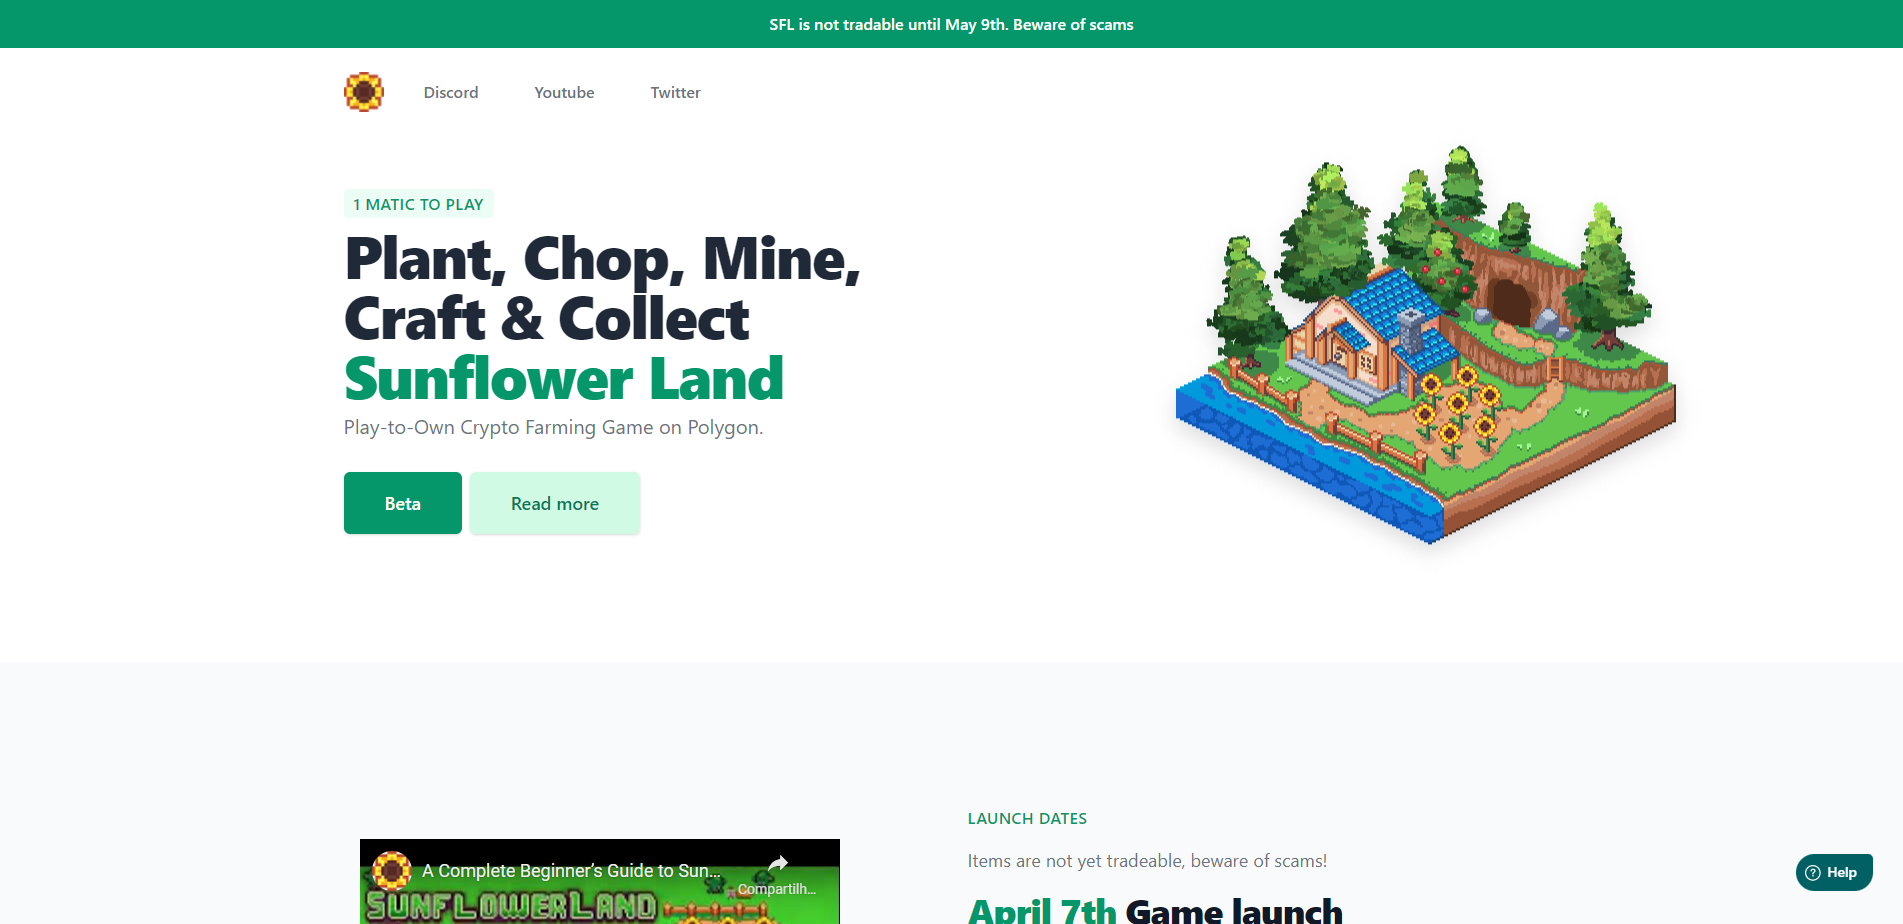 SFL is not tradable until May 9th. Beware of scams
Discord
Youtube
Twitter
1 MATIC TO PLAY
Plant, Chop, Mine,
Craft & Collect
Sunflower Land
Play-to-Own Crypto Farming Game on Polygon.
Beta
Read more
A Complete Beginner's Guide to Sun...
Compartilh...
SUNFLOWER LAND
LAUNCH DATES
Items are not yet tradeable, beware of scams!
April 7th Game launch
Help